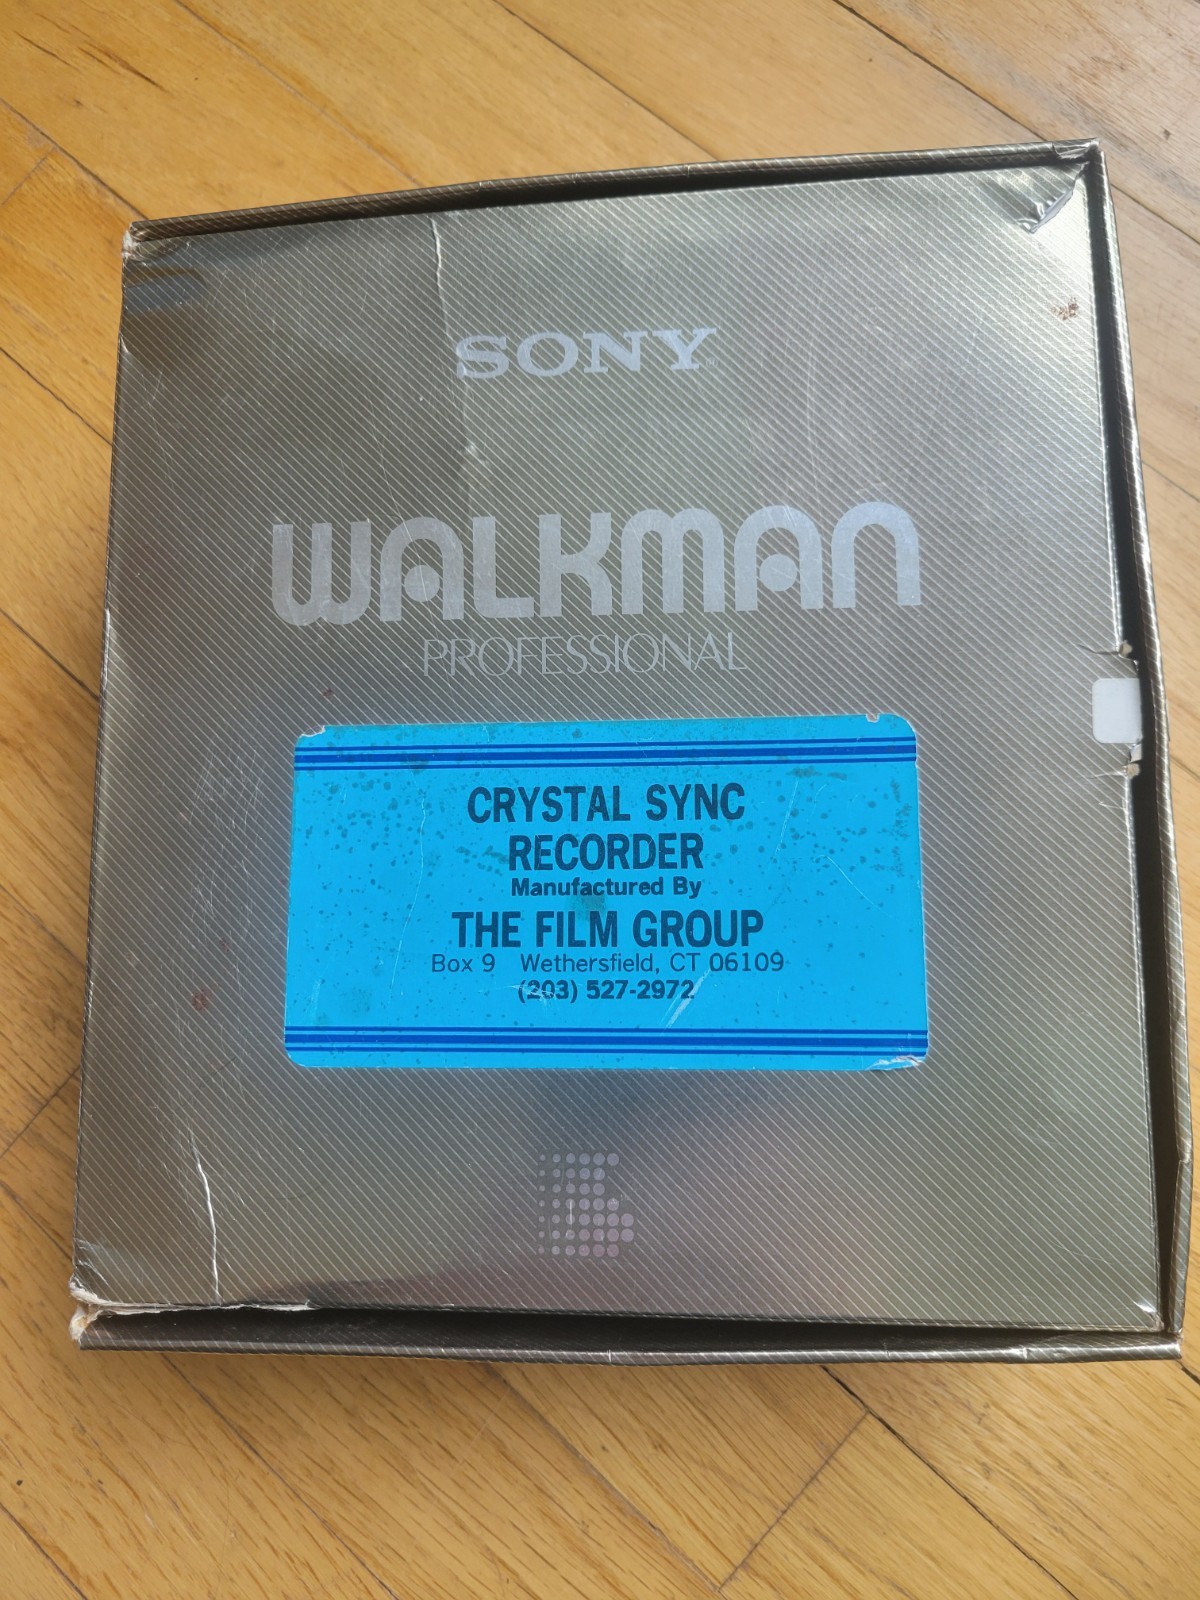 SONY
WALKMAN
PROFESSIONAL
CRYSTAL SYNC
RECORDER
Manufactured By
THE FILM GROUP
Box 9 Wethersfield, CT 06109
(203) 527-2972